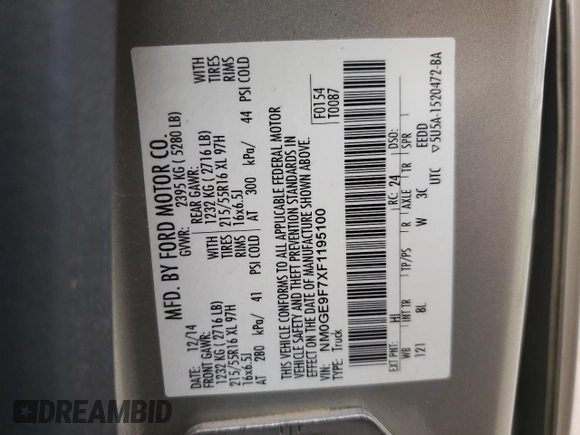 MFD. BY FORD MOTOR CO.
GVWR: 2395 KG ( 5280 LB)
DATE: 12/14
FRONT GAWR: REAR GAWR: WITH
1232 KG ( 2716 LB) 1232 KG ( 2716 LB) TIRES
215/55R16 XL 97H TIRES 215/55R16 XL 97H RIMS
16x6.5J RIMS 16x6.5J
AT 280 kPa/ 41 PSI COLD AT 300 kPa/ 44 PSI COLD
WITH
THIS VEHICLE CONFORMS TO ALL APPLICABLE FEDERAL MOTOR
VEHICLE SAFETY AND THEFT PREVENTION STANDARDS IN
EFFECT ON THE DATE OF MANUFACTURE SHOWN ABOVE.
VIN: NM0GE9F7XF1195100
TYPE: Truck
F0154
T0087
EXT PNT: HI RC: 24 DSO:
WB INT TR TP/PS R AXLE TR SPR
121 8L W 3C EEDD
UTC ▽5U5A-1520472-BA
DREAMBID